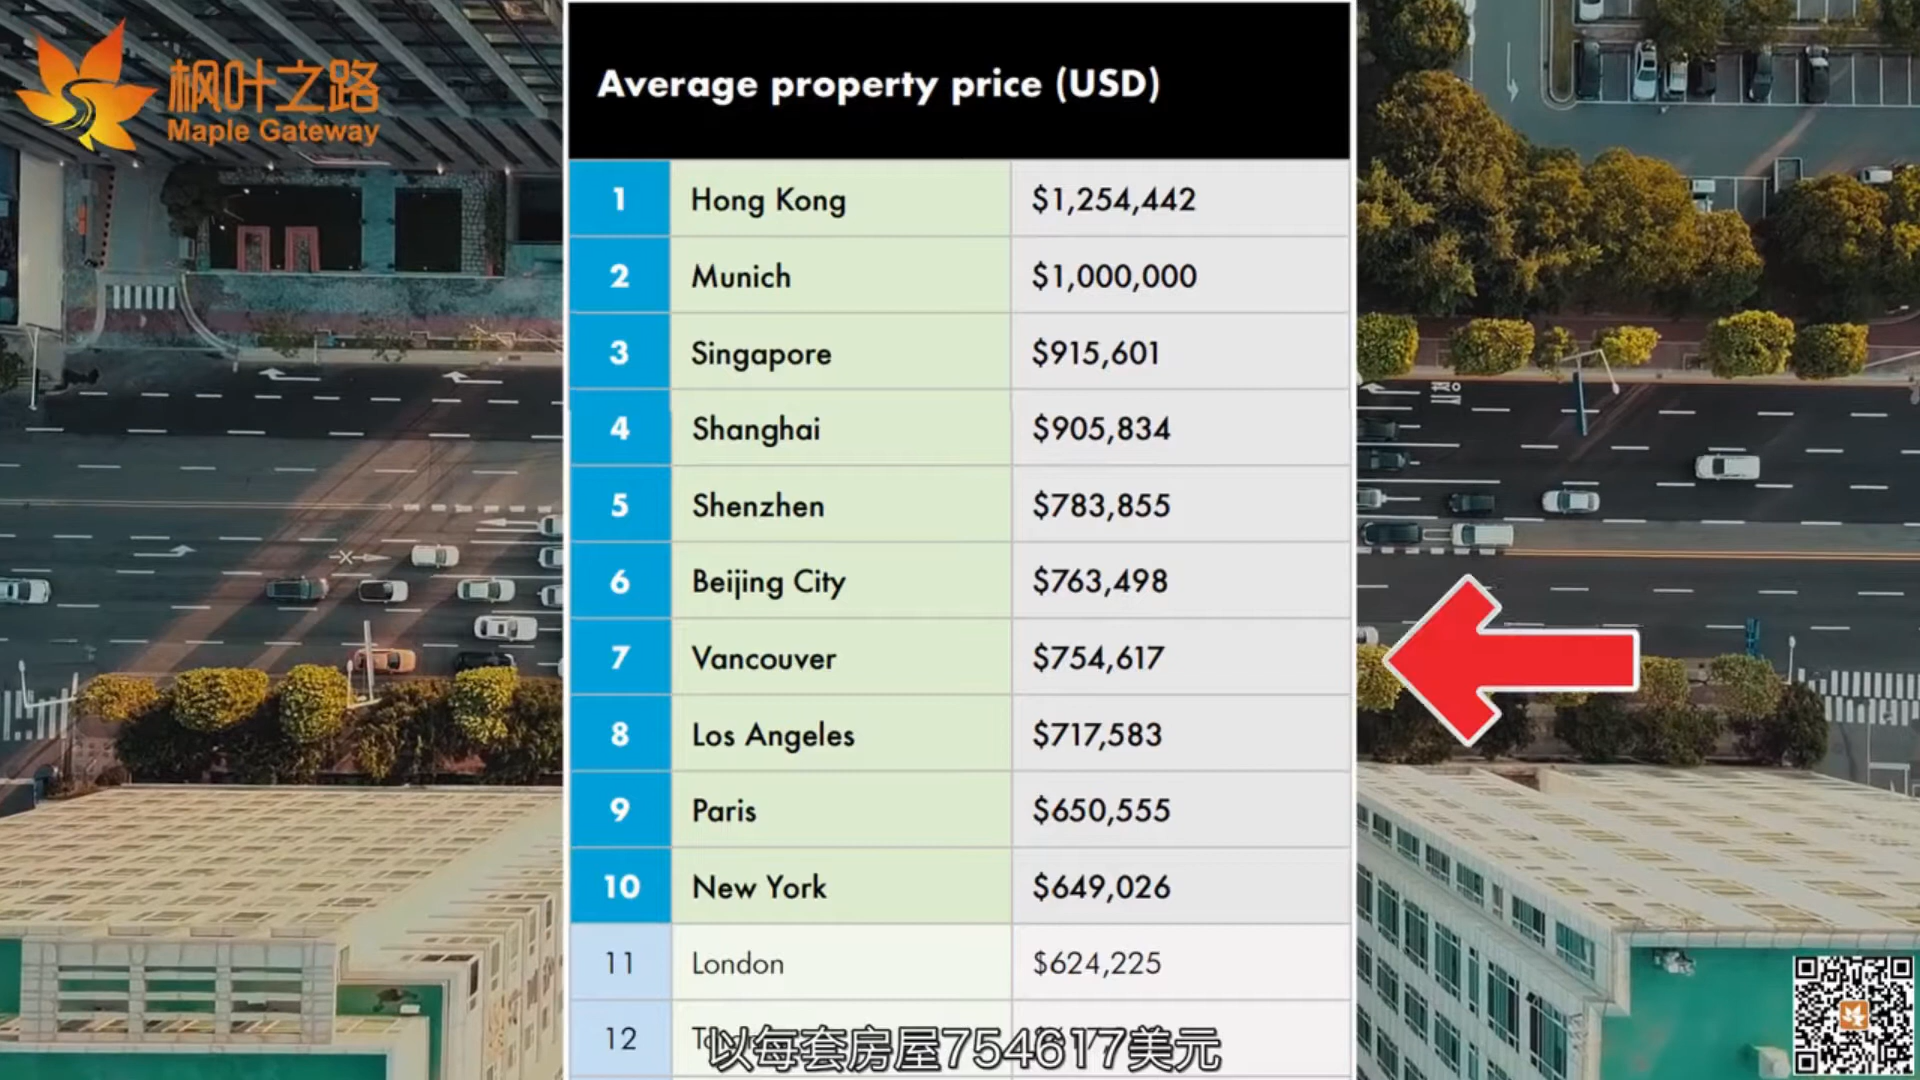 枫叶之路
Maple Gateway
Average property price (USD)
1 Hong Kong $1,254,442
2 Munich $1,000,000
3 Singapore $915,601
4 Shanghai $905,834
5 Shenzhen $783,855
6 Beijing City $763,498
7 Vancouver $754,617
8 Los Angeles $717,583
9 Paris $650,555
10 New York $649,026
11 London $624,225
12
以每套房屋754617美元